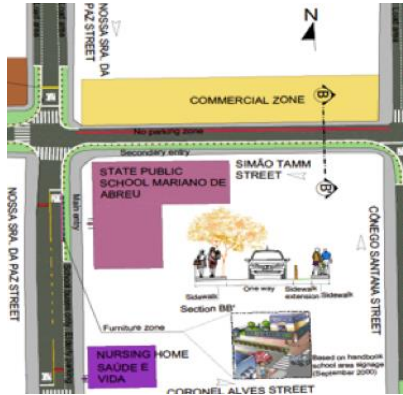 NOSSA SRA. DA
PAZ STREET
N
COMMERCIAL ZONE
B
No parking zone
Secondary entry
STATE PUBLIC
SCHOOL MARIANO DE
ABREU
SIMÃO TAMM
STREET
B'
Main entry
NOSSA SRA. DA PAZ STREET
CÔNEGO SANTANA STREET
Sidewalk
One way
Sidewalk
extension
Sidewalk
Section BB'
Furniture zone
Based on handbook
school area signage
(September 2000)
NURSING HOME
SAÚDE E
VIDA
CORONEL ALVES STREET